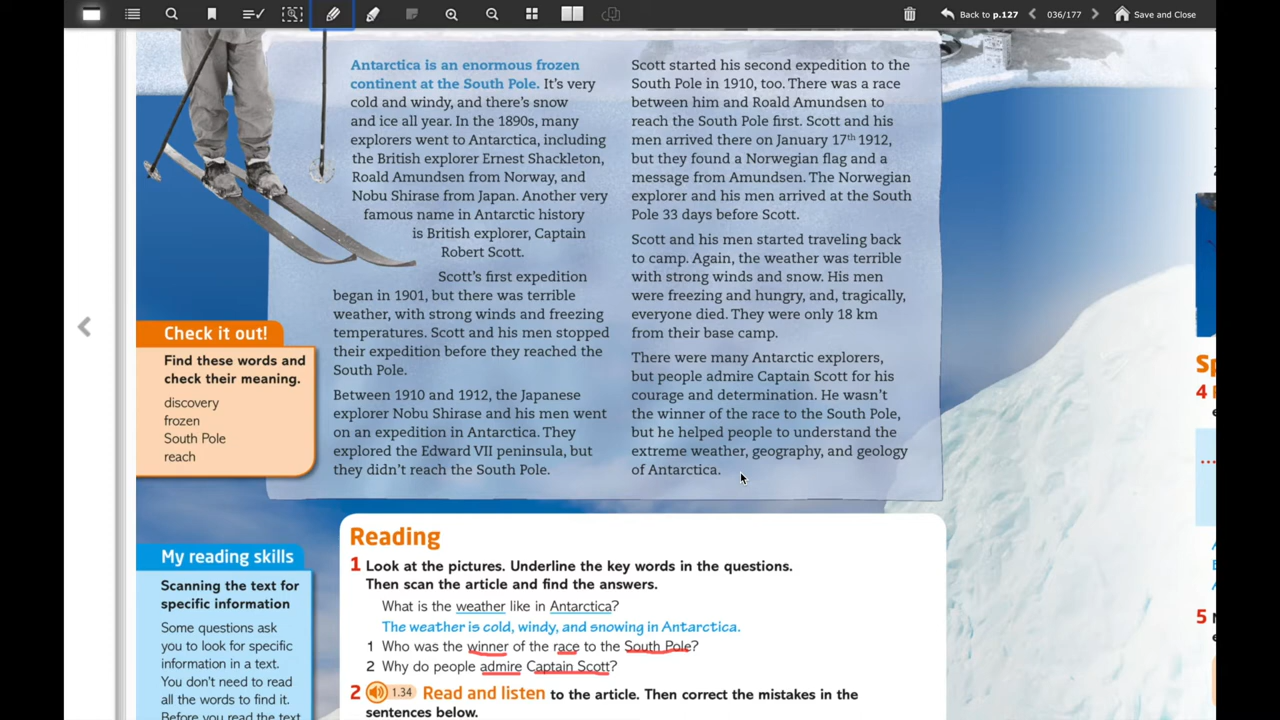 Back to p.127
036/177
Save and Close
Antarctica is an enormous frozen
continent at the South Pole. It's very
cold and windy, and there's snow
and ice all year. In the 1890s, many
explorers went to Antarctica, including
the British explorer Ernest Shackleton,
Roald Amundsen from Norway, and
Nobu Shirase from Japan. Another very
famous name in Antarctic history
is British explorer, Captain
Robert Scott.
Scott's first expedition
began in 1901, but there was terrible
weather, with strong winds and freezing
temperatures. Scott and his men stopped
their expedition before they reached the
South Pole.
Between 1910 and 1912, the Japanese
explorer Nobu Shirase and his men went
on an expedition in Antarctica. They
explored the Edward VII peninsula, but
they didn't reach the South Pole.
Scott started his second expedition to the
South Pole in 1910, too. There was a race
between him and Roald Amundsen to
reach the South Pole first. Scott and his
men arrived there on January 17th 1912,
but they found a Norwegian flag and a
message from Amundsen. The Norwegian
explorer and his men arrived at the South
Pole 33 days before Scott.
Scott and his men started traveling back
to camp. Again, the weather was terrible
with strong winds and snow. His men
were freezing and hungry, and, tragically,
everyone died. They were only 18 km
from their base camp.
There were many Antarctic explorers,
but people admire Captain Scott for his
courage and determination. He wasn't
the winner of the race to the South Pole,
but he helped people to understand the
extreme weather, geography, and geology
of Antarctica.
Check it out!
Find these words and
check their meaning.
discovery
frozen
South Pole
reach
My reading skills
Scanning the text for
specific information
Some questions ask
you to look for specific
information in a text.
You don't need to read
all the words to find it.
Before you read the text
Reading
1 Look at the pictures. Underline the key words in the questions.
Then scan the article and find the answers.
What is the weather like in Antarctica?
The weather is cold, windy, and snowing in Antarctica.
1 Who was the winner of the race to the South Pole?
2 Why do people admire Captain Scott?
2 1.34 Read and listen to the article. Then correct the mistakes in the
sentences below.
4
5